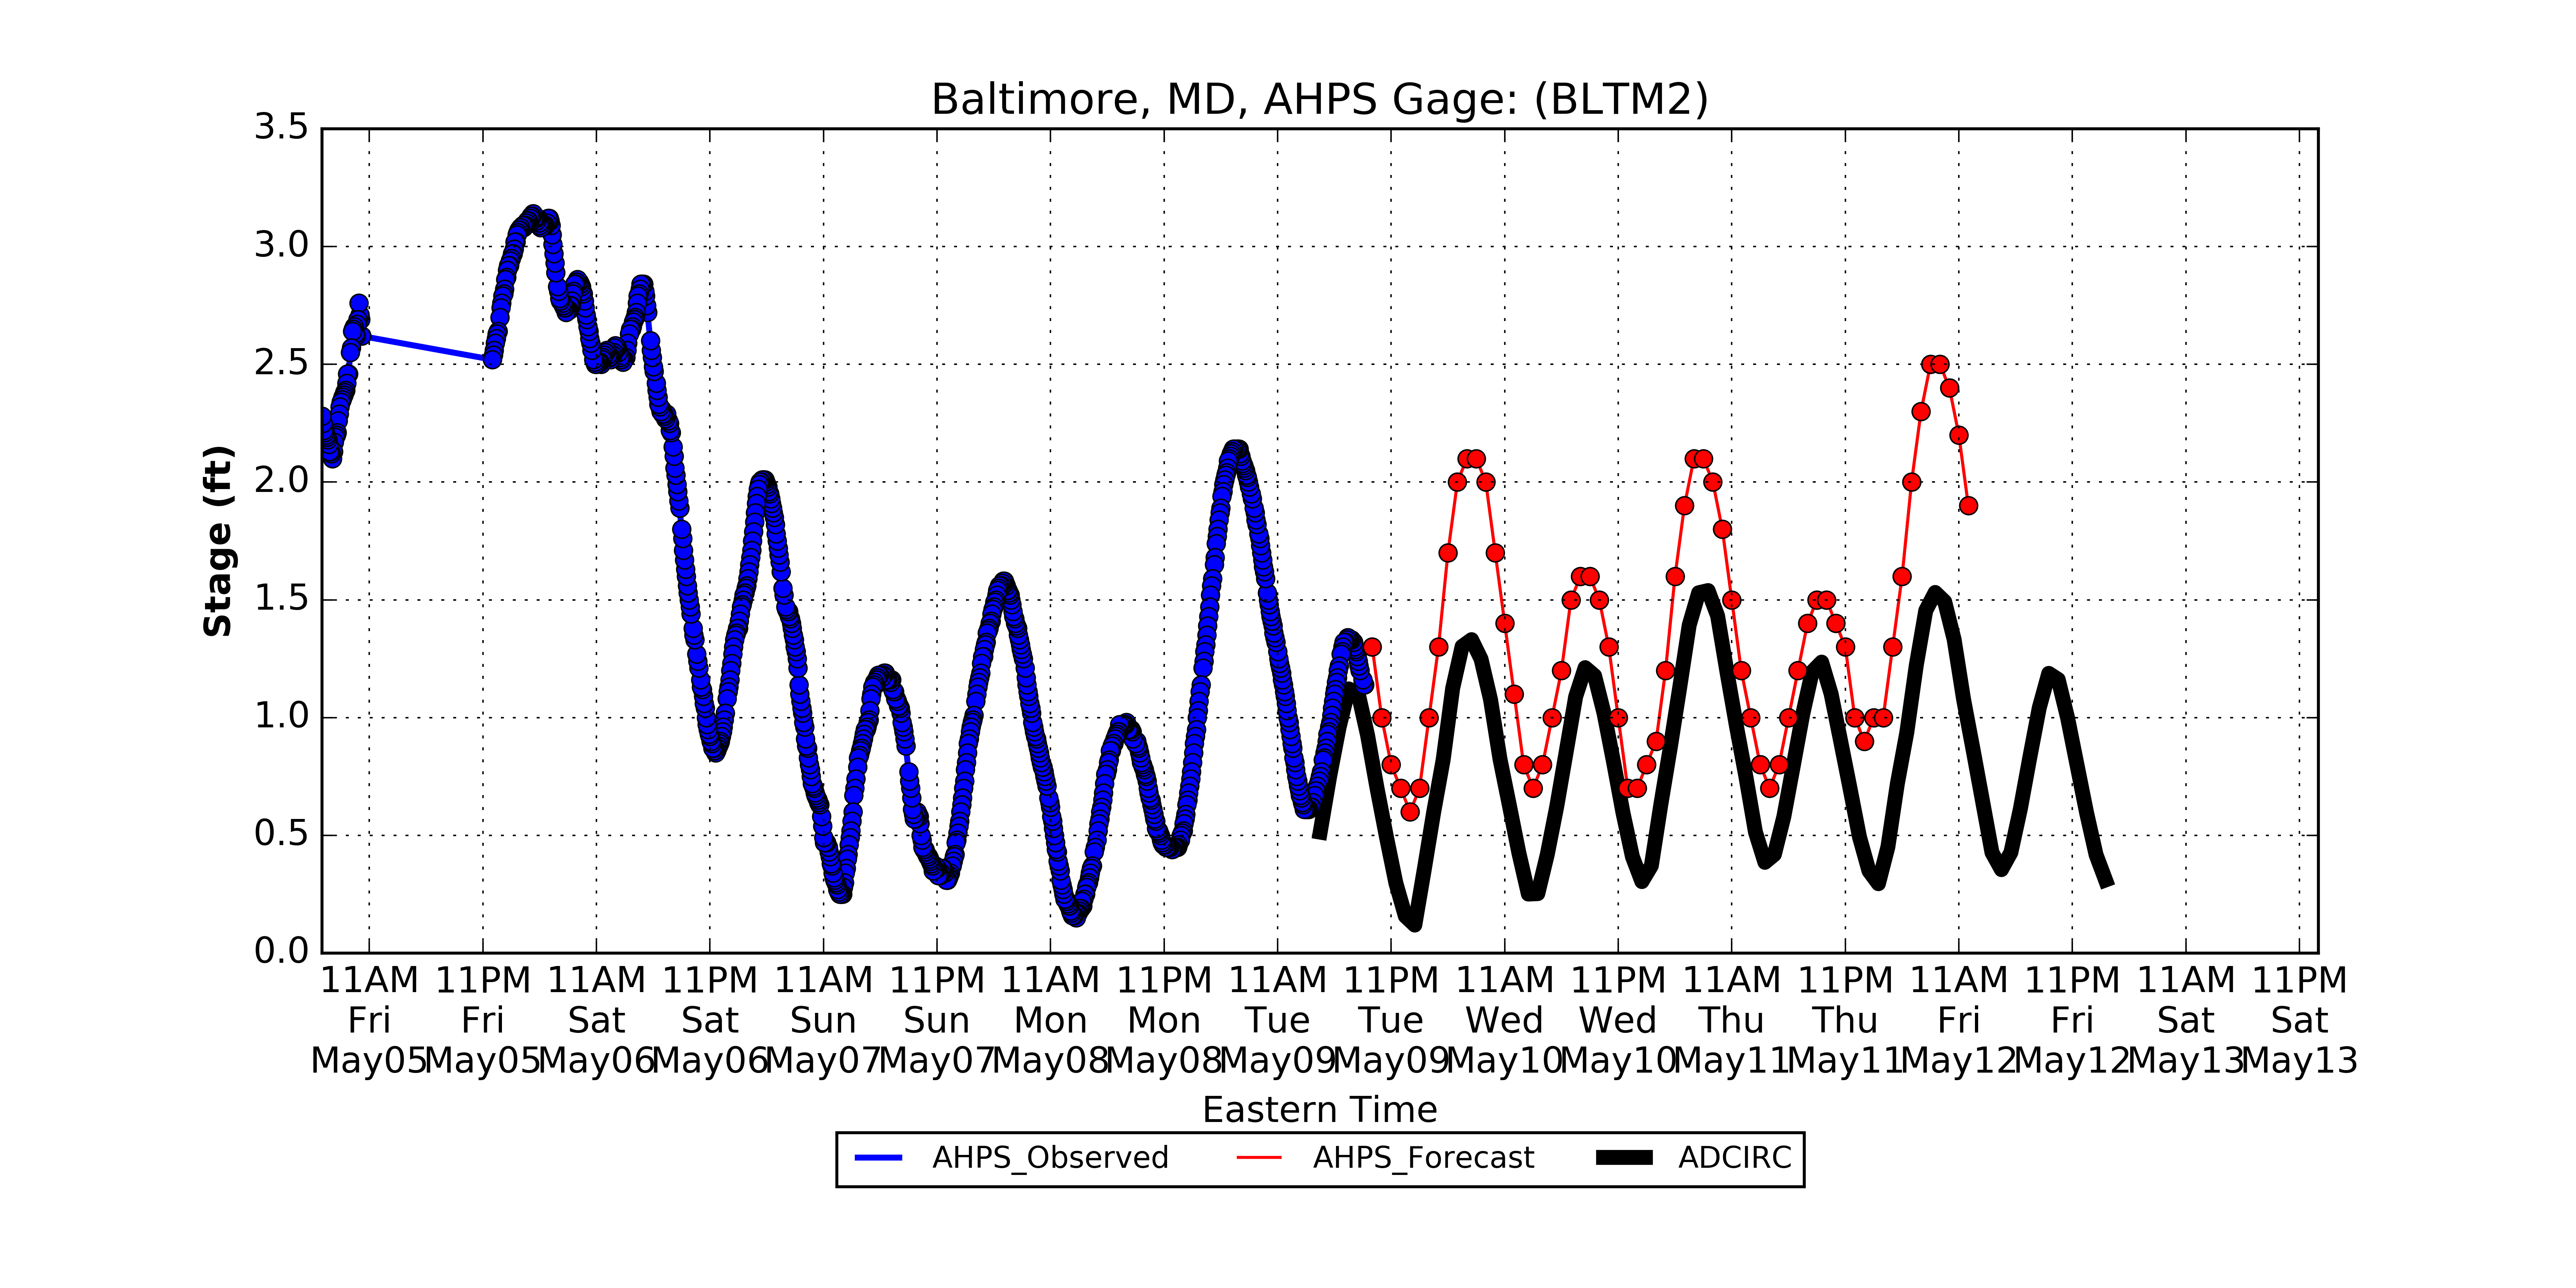 Baltimore, MD, AHPS Gage: (BLTM2)
Stage (ft)
3.5
3.0
2.5
2.0
1.5
1.0
0.5
0.0
11AM 11PM 11AM 11PM 11AM 11PM 11AM 11PM 11AM 11PM 11AM 11PM 11AM 11PM 11AM 11PM 11AM 11PM
Fri Fri Sat Sat Sun Sun Mon Mon Tue Tue Wed Wed Thu Thu Fri Fri Sat Sat
May05 May05 May06 May06 May07 May07 May08 May08 May09 May09 May10 May10 May11 May11 May12 May12 May13 May13
Eastern Time
AHPS_Observed AHPS_Forecast ADCIRC